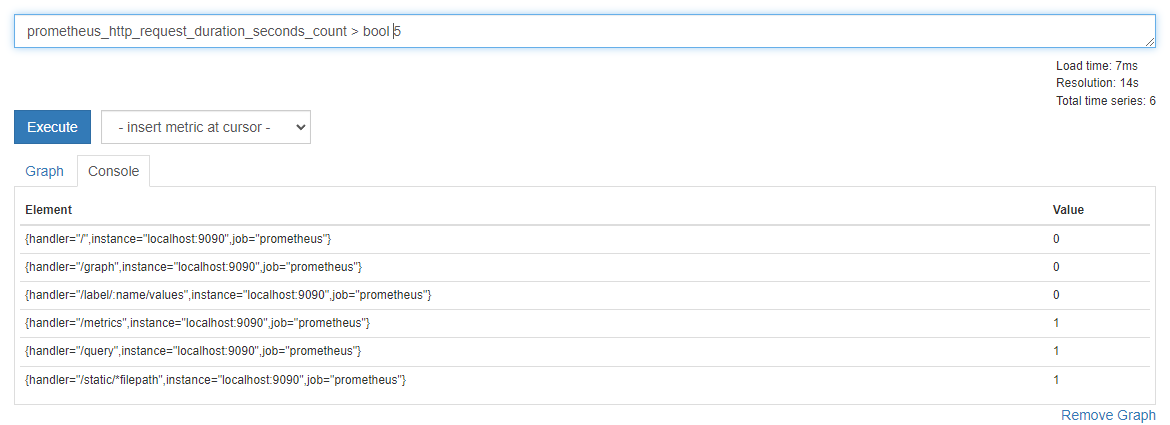 prometheus_http_request_duration_seconds_count > bool 5
Load time: 7ms
Resolution: 14s
Total time series: 6
Execute
- insert metric at cursor -
Graph Console
Element Value
{handler="/",instance="localhost:9090",job="prometheus"} 0
{handler="/graph",instance="localhost:9090",job="prometheus"} 0
{handler="/label/:name/values",instance="localhost:9090",job="prometheus"} 0
{handler="/metrics",instance="localhost:9090",job="prometheus"} 1
{handler="/query",instance="localhost:9090",job="prometheus"} 1
{handler="/static/*filepath",instance="localhost:9090",job="prometheus"} 1
Remove Graph